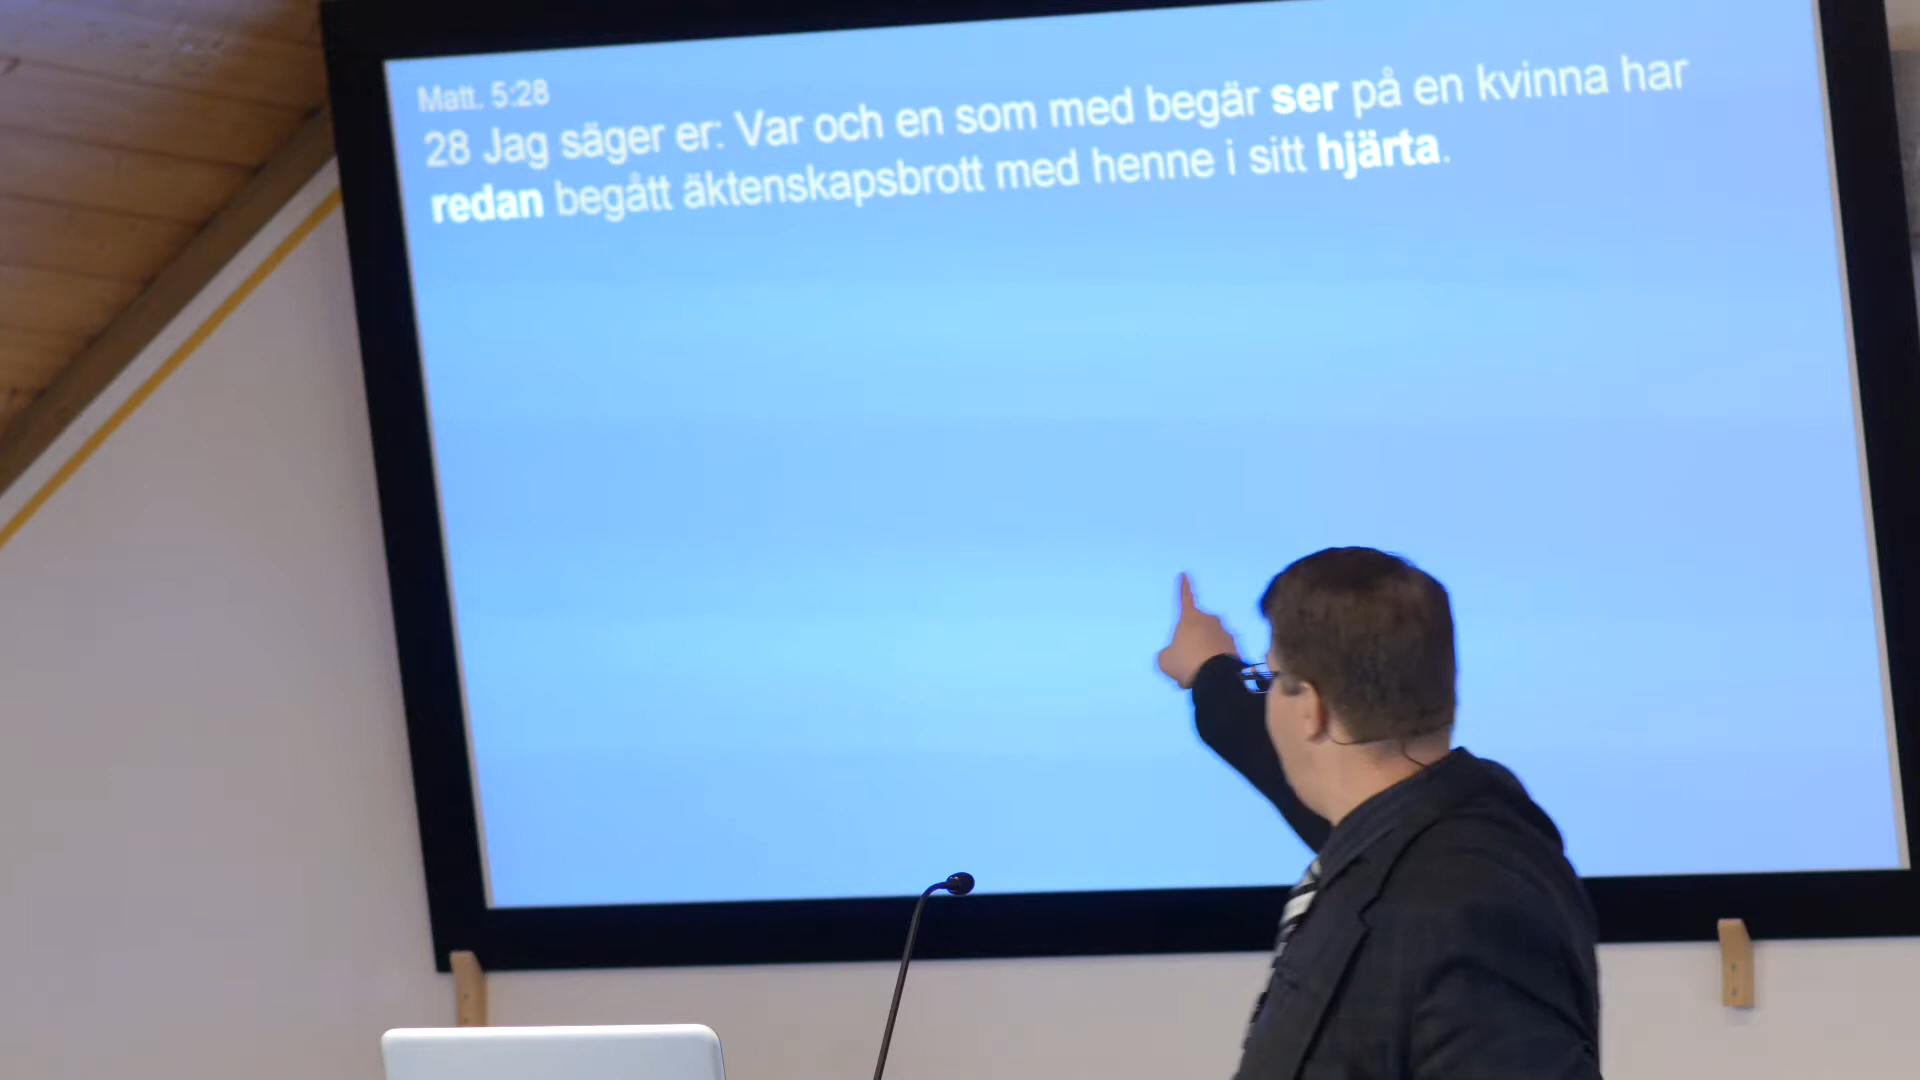 Matt. 5:28
28 Jag säger er: Var och en som med begär ser på en kvinna har
redan begått äktenskapsbrott med henne i sitt hjärta.